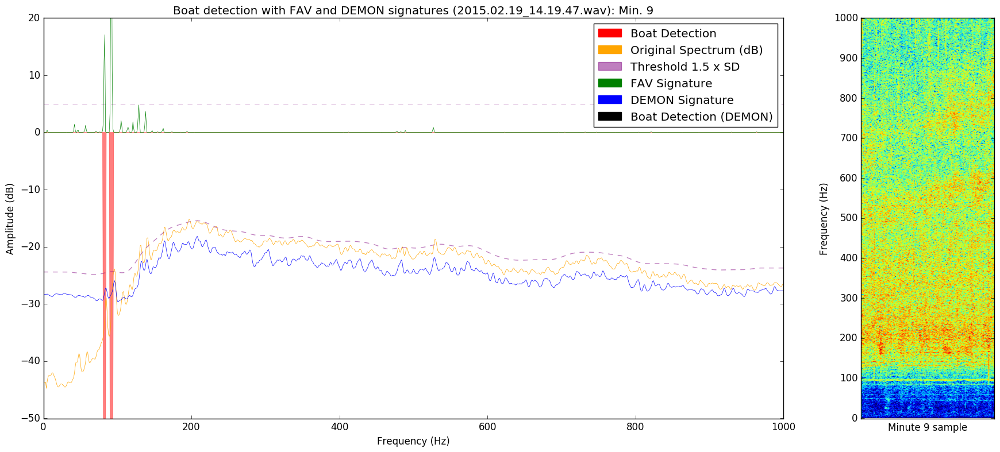 Boat detection with FAV and DEMON signatures (2015.02.19_14.19.47.wav): Min. 9
Boat Detection
Original Spectrum (dB)
Threshold 1.5 x SD
FAV Signature
DEMON Signature
Boat Detection (DEMON)
Amplitude (dB)
20
10
0
−10
−20
−30
−40
−50
0
200
400
600
800
1000
Frequency (Hz)
Frequency (Hz)
1000
900
800
700
600
500
400
300
200
100
0
Minute 9 sample